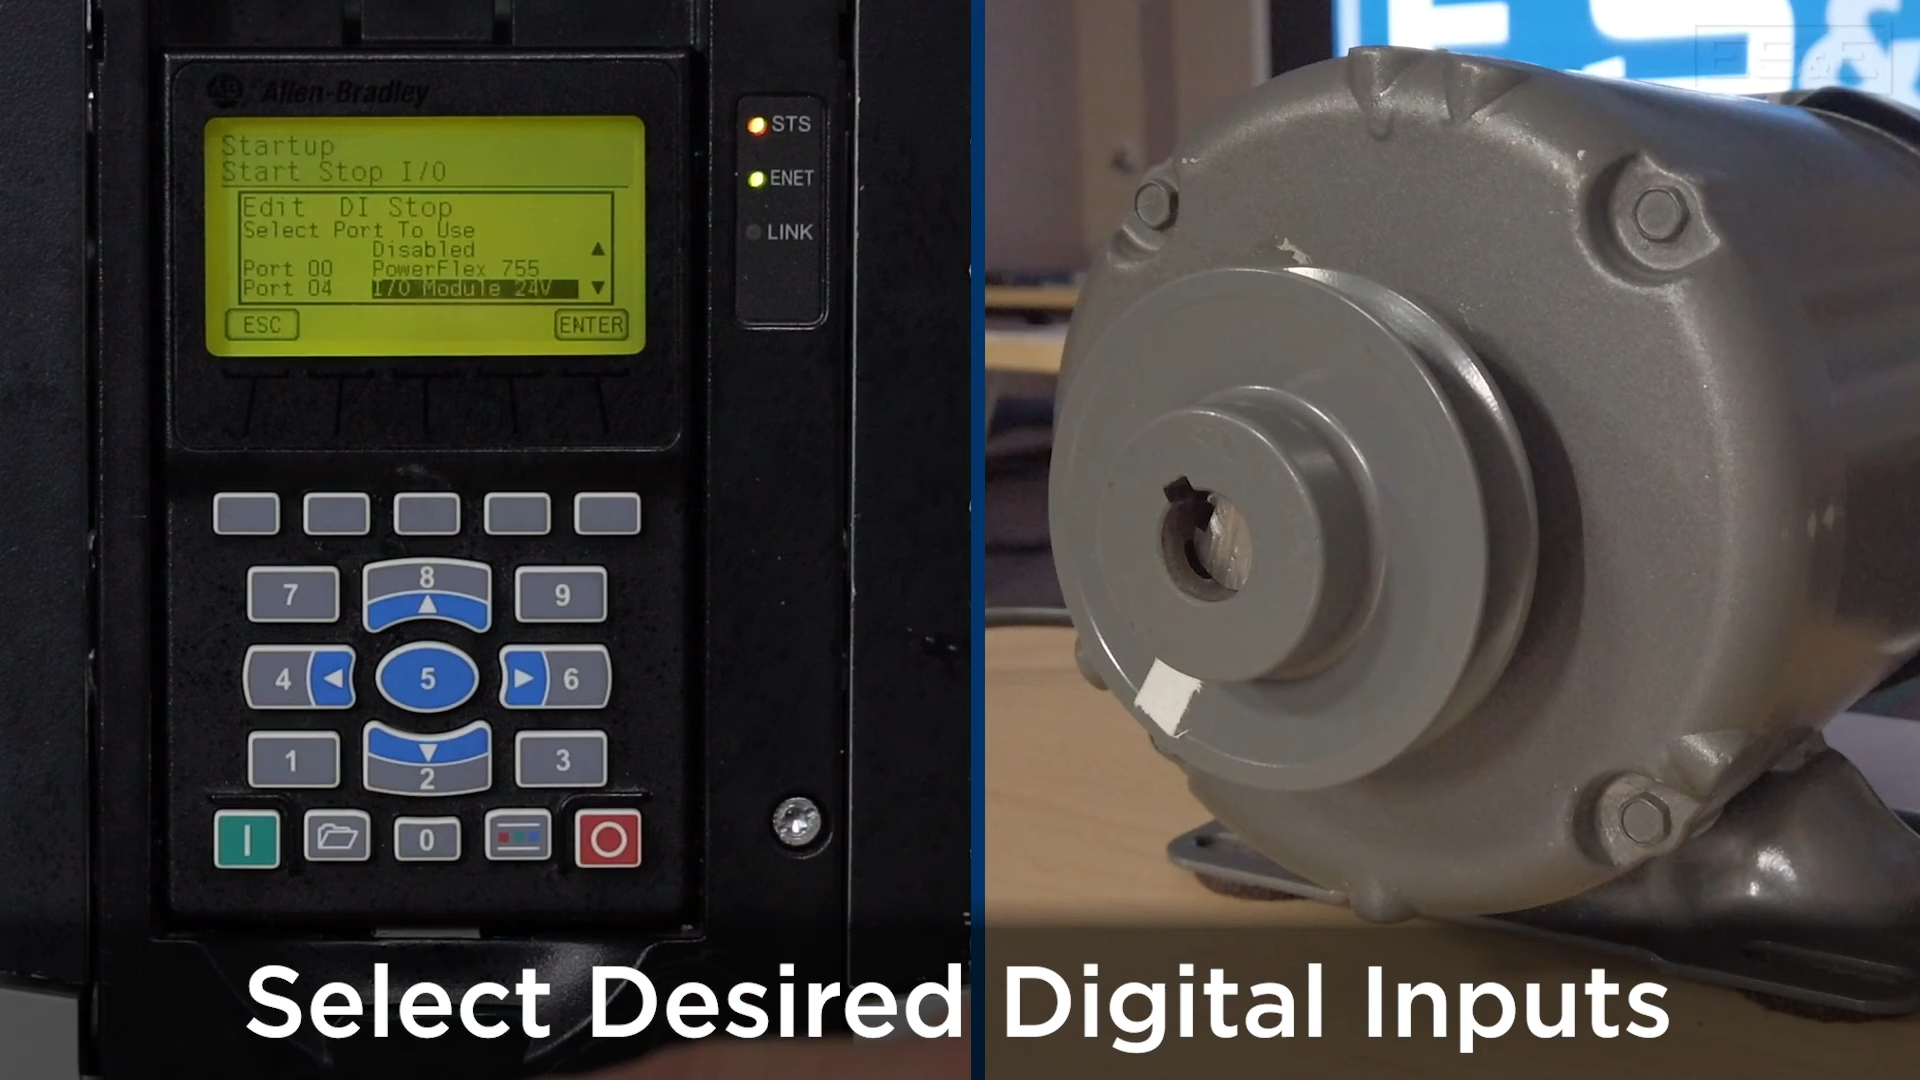 Allen-Bradley
Startup
Start Stop I/O
Edit DI Stop
Select Port To Use
Disabled
Port 00 PowerFlex 755
Port 04 I/O Module 24V
ESC ENTER
STS
ENET
LINK
7 8 9
4 5 6
1 2 3
0
Select Desired Digital Inputs